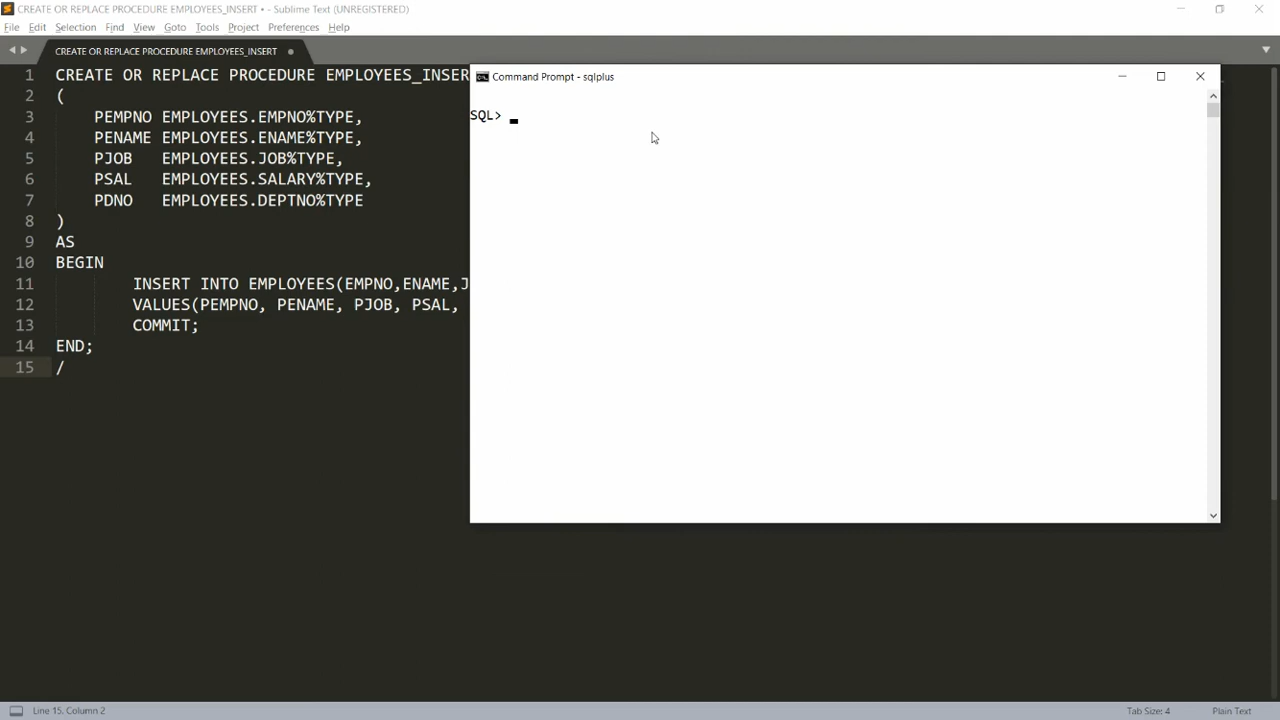 CREATE OR REPLACE PROCEDURE EMPLOYEES_INSERT • - Sublime Text (UNREGISTERED)
File Edit Selection Find View Goto Tools Project Preferences Help
CREATE OR REPLACE PROCEDURE EMPLOYEES_INSERT
1 CREATE OR REPLACE PROCEDURE EMPLOYEES_INSER
2 (
3 PEMPNO EMPLOYEES.EMPNO%TYPE,
4 PENAME EMPLOYEES.ENAME%TYPE,
5 PJOB EMPLOYEES.JOB%TYPE,
6 PSAL EMPLOYEES.SALARY%TYPE,
7 PDNO EMPLOYEES.DEPTNO%TYPE
8 )
9 AS
10 BEGIN
11 INSERT INTO EMPLOYEES(EMPNO,ENAME,J
12 VALUES(PEMPNO, PENAME, PJOB, PSAL,
13 COMMIT;
14 END;
15 /
Command Prompt - sqlplus
SQL>
Line 15, Column 2
Tab Size: 4
Plain Text